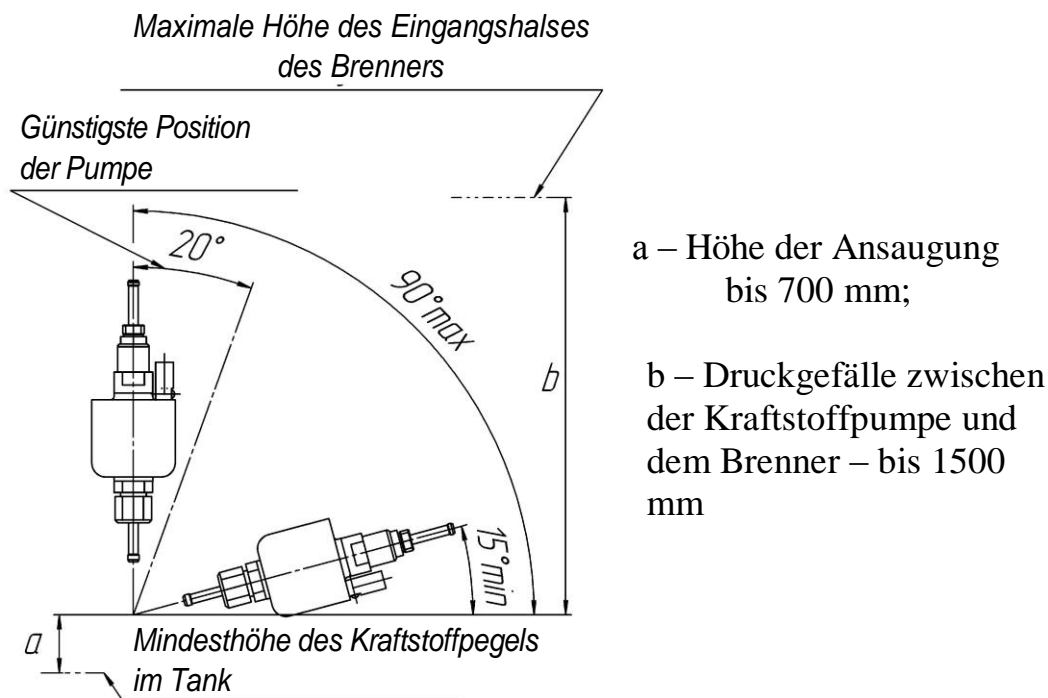 Maximale Höhe des Eingangshalses
des Brenners
Günstigste Position
der Pumpe
20°
90°max
b
a – Höhe der Ansaugung
bis 700 mm;
b – Druckgefälle zwischen
der Kraftstoffpumpe und
dem Brenner – bis 1500
mm
15°min
a
Mindesthöhe des Kraftstoffpegels
im Tank